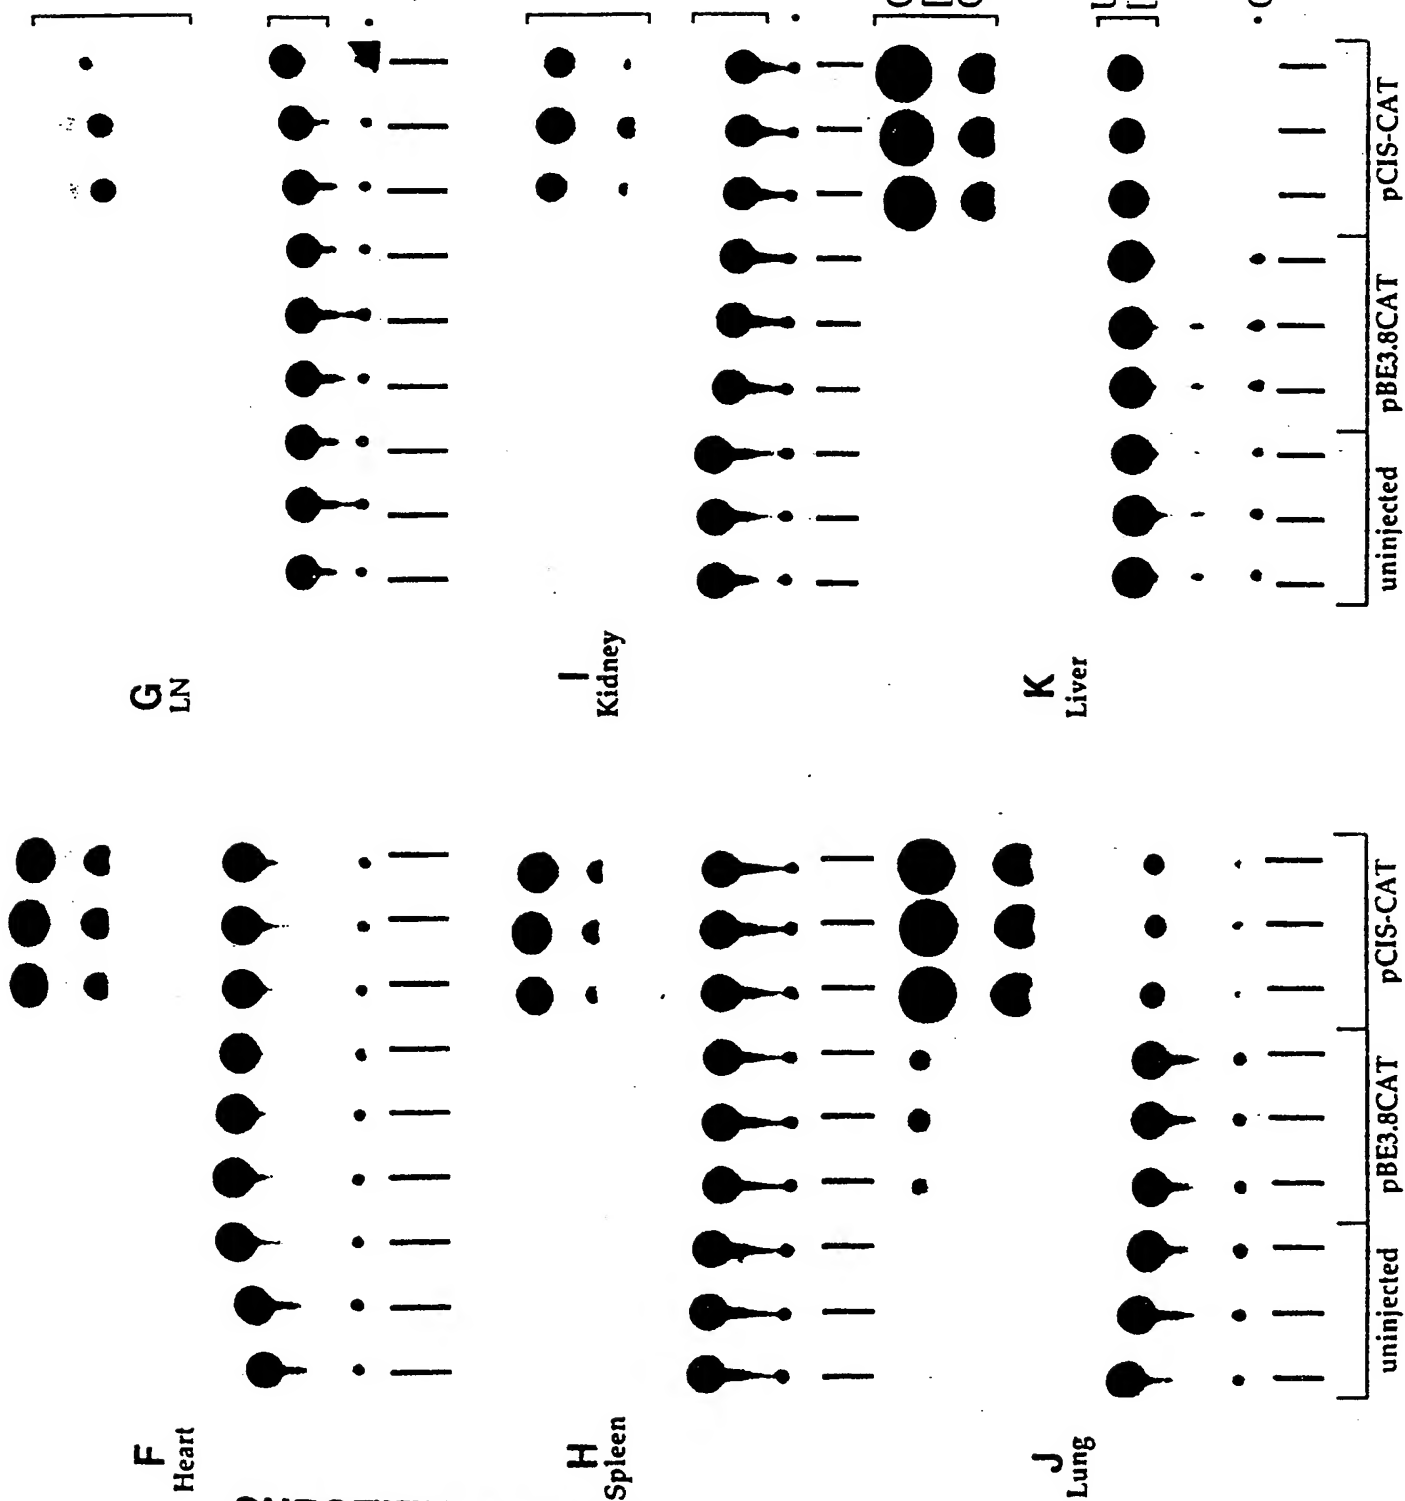 F
Heart
G
LN
H
Spleen
I
Kidney
J
Lung
K
Liver
uninjected
pBE3.8CAT
pCIS-CAT
uninjected
pBE3.8CAT
pCIS-CAT